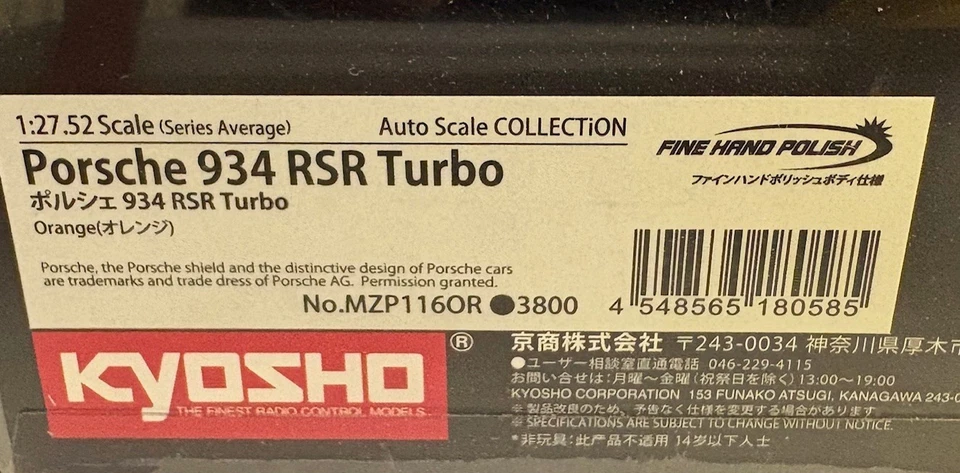 1:27.52 Scale (Series Average)
Auto Scale COLLECTiON
FINE HAND POLISH
ファインハンドポリッシュボディ仕様
Porsche 934 RSR Turbo
ポルシェ 934 RSR Turbo
Orange(オレンジ)
Porsche, the Porsche shield and the distinctive design of Porsche cars
are trademarks and trade dress of Porsche AG. Permission granted.
No.MZP116OR ●3800
4 548565 180585
KYOSHO ®
THE FINEST RADIO CONTROL MODELS
京商株式会社 〒243-0034 神奈川県厚木市
●ユーザー相談室直通電話 046-229-4115
お問い合せは:月曜～金曜(祝祭日を除く)13:00～19:00
KYOSHO CORPORATION 153 FUNAKO ATSUGI, KANAGAWA 243-0
※製品改良のため、予告なく仕様を変更する場合があります
※SPECIFICATIONS ARE SUBJECT TO CHANGE WITHOUT NOTICE.
*非玩具:此产品不适用 14岁以下人士